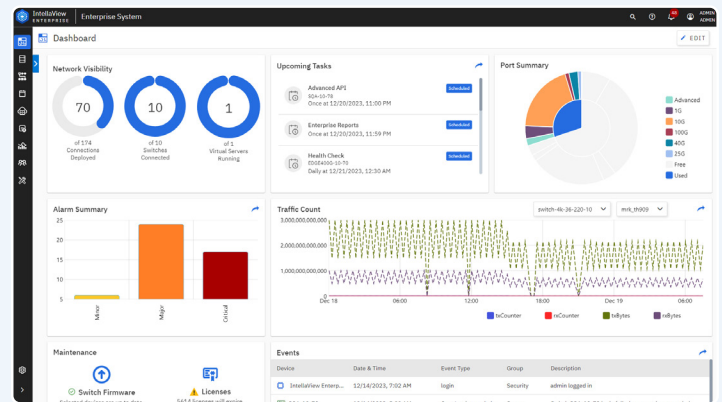 IntellaView
ENTERPRISE
Enterprise System
ADMIN
ADMIN
Dashboard
EDIT
Network Visibility
70
of 174
Connections
Deployed
10
of 10
Switches
Connected
1
of 1
Virtual Servers
Running
Upcoming Tasks
Advanced API
SQA-10-78
Once at 12/20/2023, 11:00 PM
Scheduled
Enterprise Reports
Once at 12/20/2023, 11:59 PM
Scheduled
Health Check
EDGE400G-10-70
Daily at 12/21/2023, 12:30 AM
Scheduled
Port Summary
Advanced
1G
10G
100G
40G
25G
Free
Used
Alarm Summary
25
20
15
10
5
Minor
Major
Critical
Traffic Count
switch-4k-26-220-10
mrk_th909
3,000,000,000,000
2,000,000,000,000
1,000,000,000,000
0
Dec 18
06:00
12:00
18:00
Dec 19
06:00
txCounter
rxCounter
txBytes
rxBytes
Maintenance
Switch Firmware
Licenses
Events
Device
Date & Time
Event Type
Group
Description
IntellaView Enterp...
12/14/2023, 7:02 AM
login
Security
admin logged in